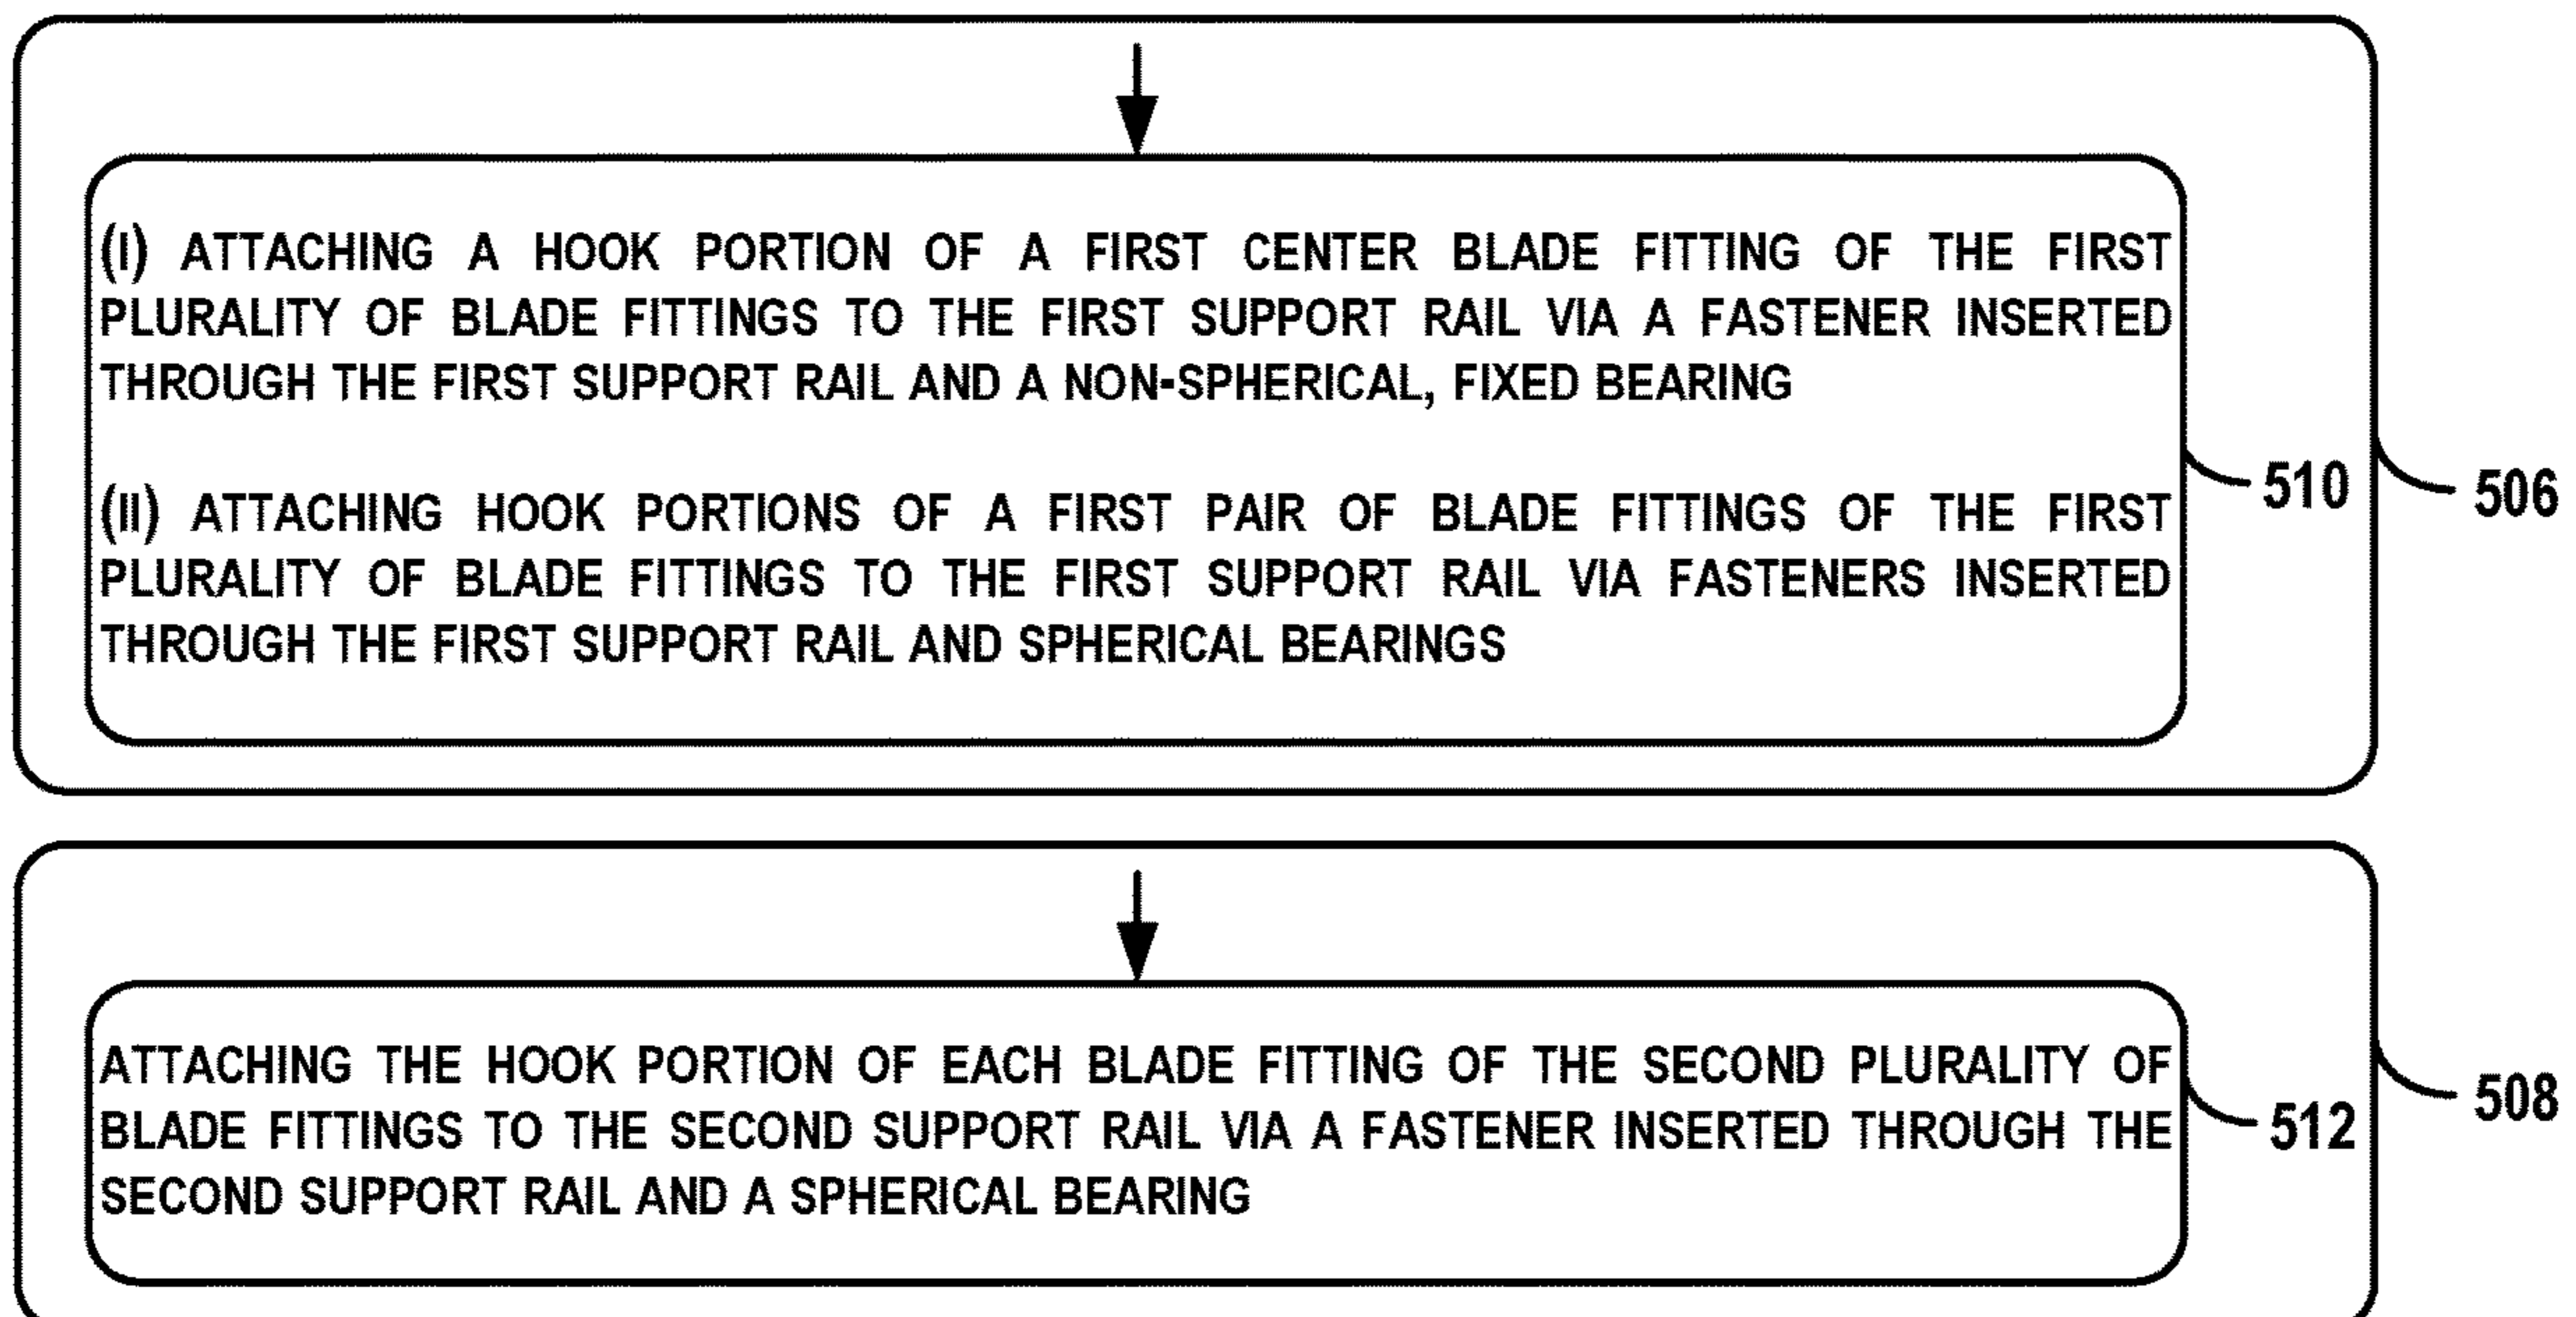 (I) ATTACHING A HOOK PORTION OF A FIRST CENTER BLADE FITTING OF THE FIRST
PLURALITY OF BLADE FITTINGS TO THE FIRST SUPPORT RAIL VIA A FASTENER INSERTED
THROUGH THE FIRST SUPPORT RAIL AND A NON-SPHERICAL, FIXED BEARING
(II) ATTACHING HOOK PORTIONS OF A FIRST PAIR OF BLADE FITTINGS OF THE FIRST
PLURALITY OF BLADE FITTINGS TO THE FIRST SUPPORT RAIL VIA FASTENERS INSERTED
THROUGH THE FIRST SUPPORT RAIL AND SPHERICAL BEARINGS
510
506
ATTACHING THE HOOK PORTION OF EACH BLADE FITTING OF THE SECOND PLURALITY OF
BLADE FITTINGS TO THE SECOND SUPPORT RAIL VIA A FASTENER INSERTED THROUGH THE
SECOND SUPPORT RAIL AND A SPHERICAL BEARING
512
508